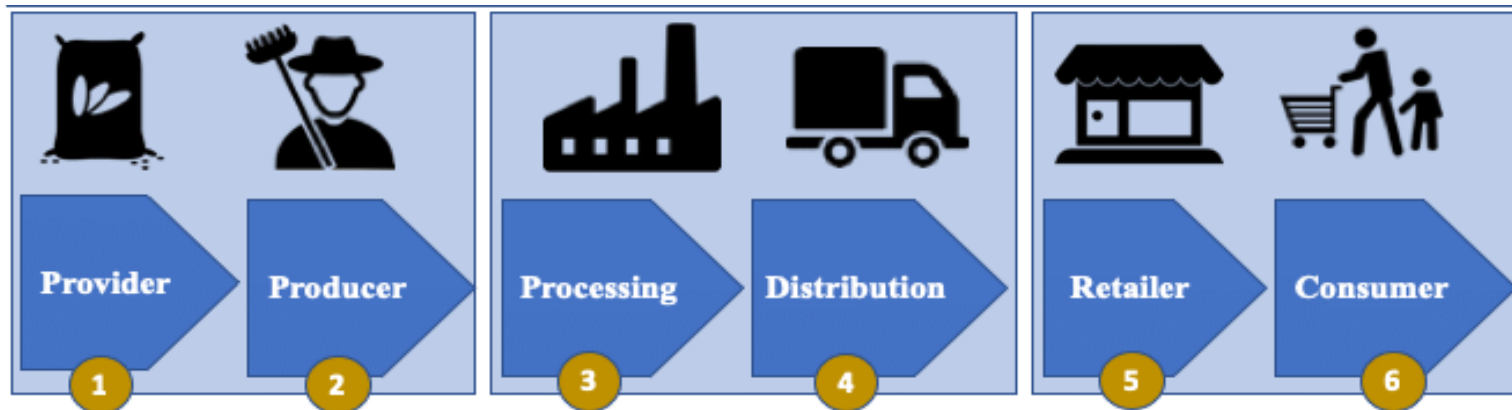 Provider
Producer
Processing
Distribution
Retailer
Consumer
1
2
3
4
5
6